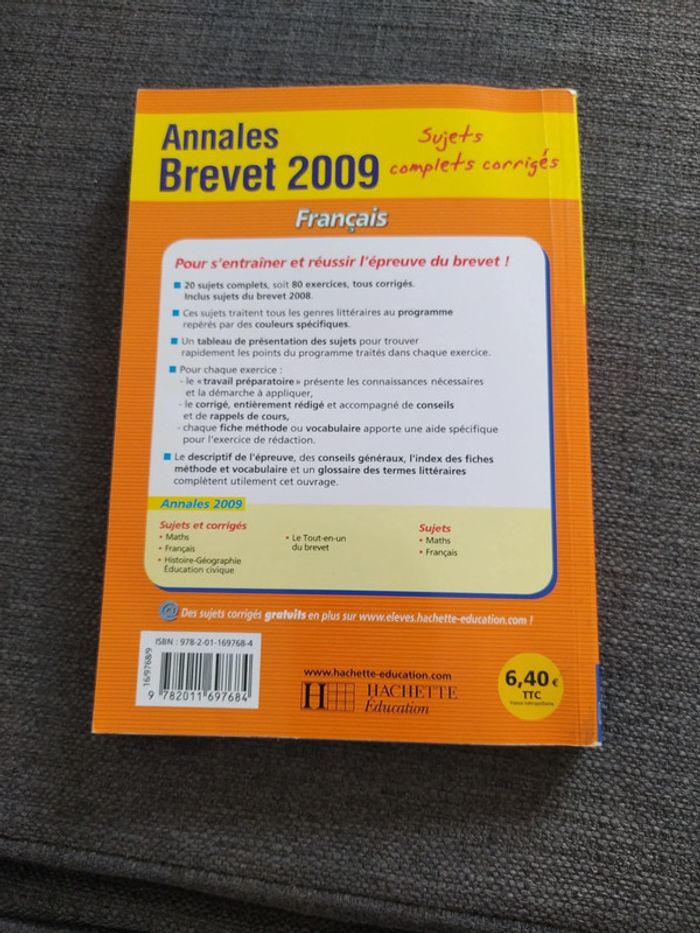 Annales
Brevet 2009
Sujets
complets corrigés
Français
Pour s'entraîner et réussir l'épreuve du brevet !
20 sujets complets, soit 80 exercices, tous corrigés.
Inclus sujets du brevet 2008.
Ces sujets traitent tous les genres littéraires au programme
repérés par des couleurs spécifiques.
Un tableau de présentation des sujets pour trouver
rapidement les points du programme traités dans chaque exercice.
Pour chaque exercice :
- le « travail préparatoire » présente les connaissances nécessaires
et la démarche à appliquer,
- le corrigé, entièrement rédigé et accompagné de conseils
et de rappels de cours,
- chaque fiche méthode ou vocabulaire apporte une aide spécifique
pour l'exercice de rédaction.
Le descriptif de l'épreuve, des conseils généraux, l'index des fiches
méthode et vocabulaire et un glossaire des termes littéraires
complètent utilement cet ouvrage.
Annales 2009
Sujets et corrigés
• Maths
• Français
• Histoire-Géographie
Éducation civique
• Le Tout-en-un
du brevet
Sujets
• Maths
• Français
Des sujets corrigés gratuits en plus sur www.eleves.hachette-education.com !
ISBN : 978-2-01-169768-4
16/9768/9
9 782011 697684
www.hachette-education.com
H HACHETTE
Éducation
6,40 €
TTC
France métropolitaine